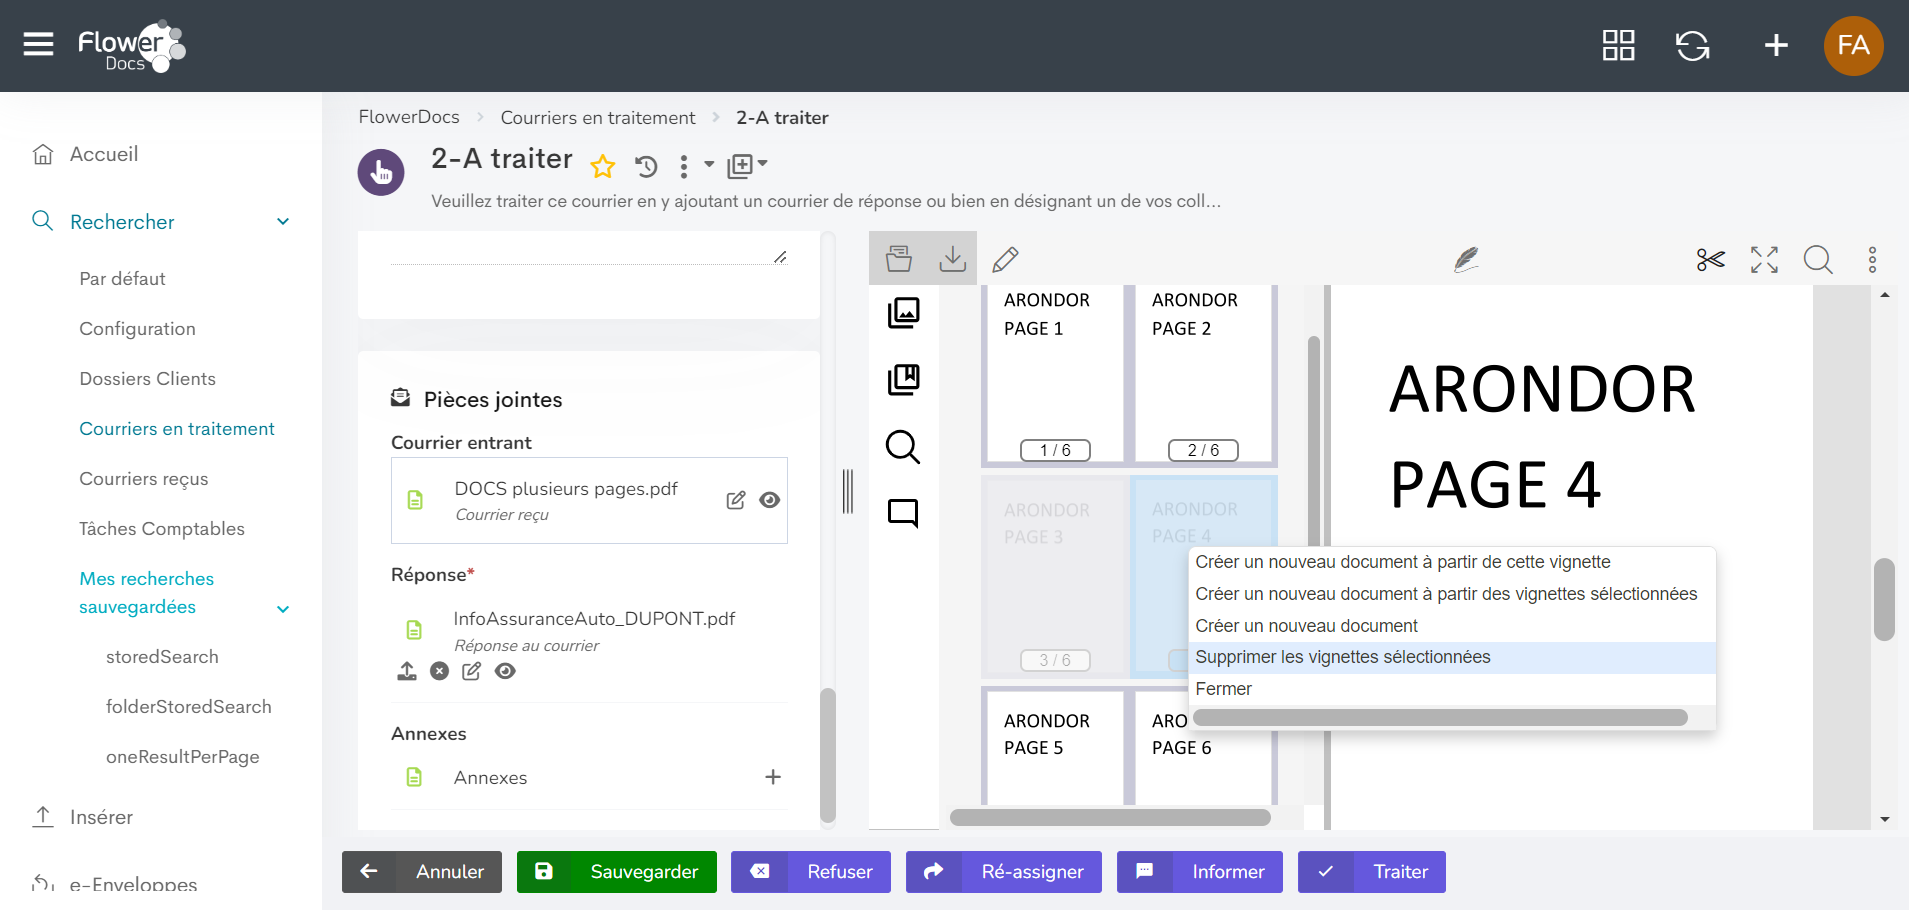 Flower
Docs
FA
Accueil
Rechercher
Par défaut
Configuration
Dossiers Clients
Courriers en traitement
Courriers reçus
Tâches Comptables
Mes recherches
sauvegardées
storedSearch
folderStoredSearch
oneResultPerPage
Insérer
e-Enveloppes
FlowerDocs > Courriers en traitement > 2-A traiter
2-A traiter
Veuillez traiter ce courrier en y ajoutant un courrier de réponse ou bien en désignant un de vos coll...
Pièces jointes
Courrier entrant
DOCS plusieurs pages.pdf
Courrier reçu
Réponse*
InfoAssuranceAuto_DUPONT.pdf
Réponse au courrier
Annexes
Annexes
ARONDOR
PAGE 1
1 / 6
ARONDOR
PAGE 2
2 / 6
ARONDOR
PAGE 3
3 / 6
ARONDOR
PAGE 4
ARONDOR
PAGE 5
ARO
PAGE 6
ARONDOR
PAGE 4
Créer un nouveau document à partir de cette vignette
Créer un nouveau document à partir des vignettes sélectionnées
Créer un nouveau document
Supprimer les vignettes sélectionnées
Fermer
Annuler
Sauvegarder
Refuser
Ré-assigner
Informer
Traiter